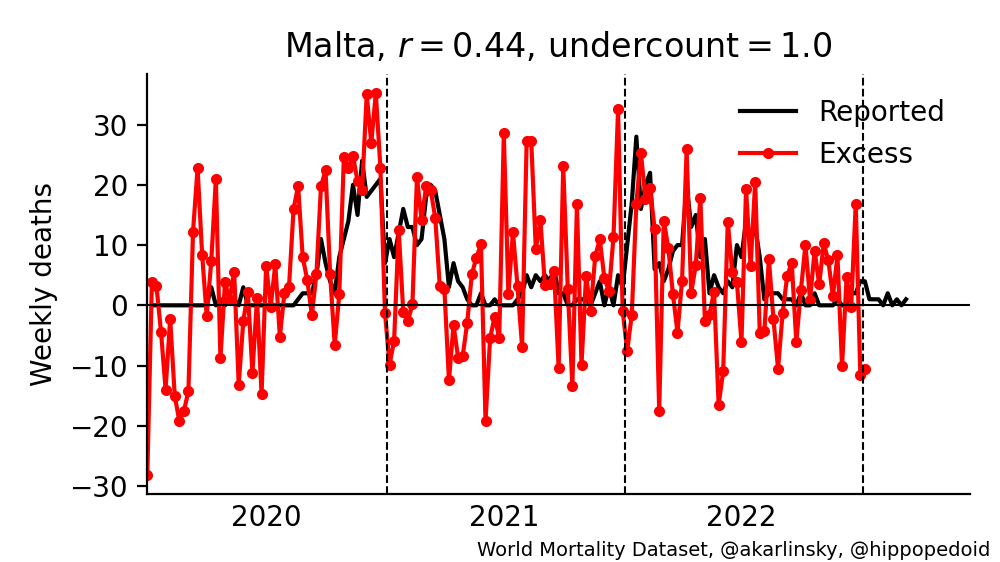 Malta, r = 0.44, undercount = 1.0
Reported
Excess
Weekly deaths
30
20
10
0
−10
−20
−30
2020 2021 2022
World Mortality Dataset, @akarlinsky, @hippopedoid